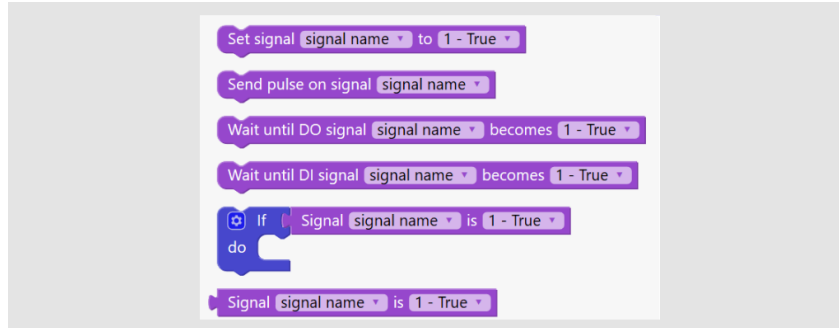 Set signal signal name to 1 - True
Send pulse on signal signal name
Wait until DO signal signal name becomes 1 - True
Wait until DI signal signal name becomes 1 - True
If Signal signal name is 1 - True
do
Signal signal name is 1 - True